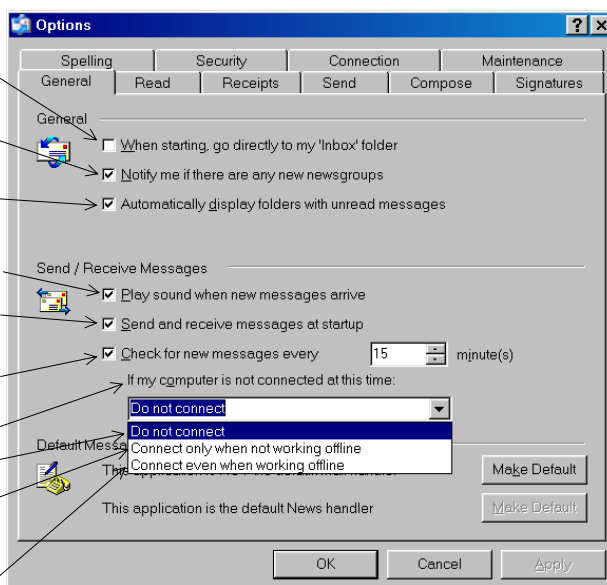 Options
Spelling Security Connection Maintenance
General Read Receipts Send Compose Signatures
General
When starting, go directly to my 'Inbox' folder
Notify me if there are any new newsgroups
Automatically display folders with unread messages
Send / Receive Messages
Play sound when new messages arrive
Send and receive messages at startup
Check for new messages every 15 minute(s)
If my computer is not connected at this time:
Do not connect
Do not connect
Connect only when not working offline
Connect even when working offline
Default Mess
Make Default
This application is the default News handler Make Default
OK Cancel Apply